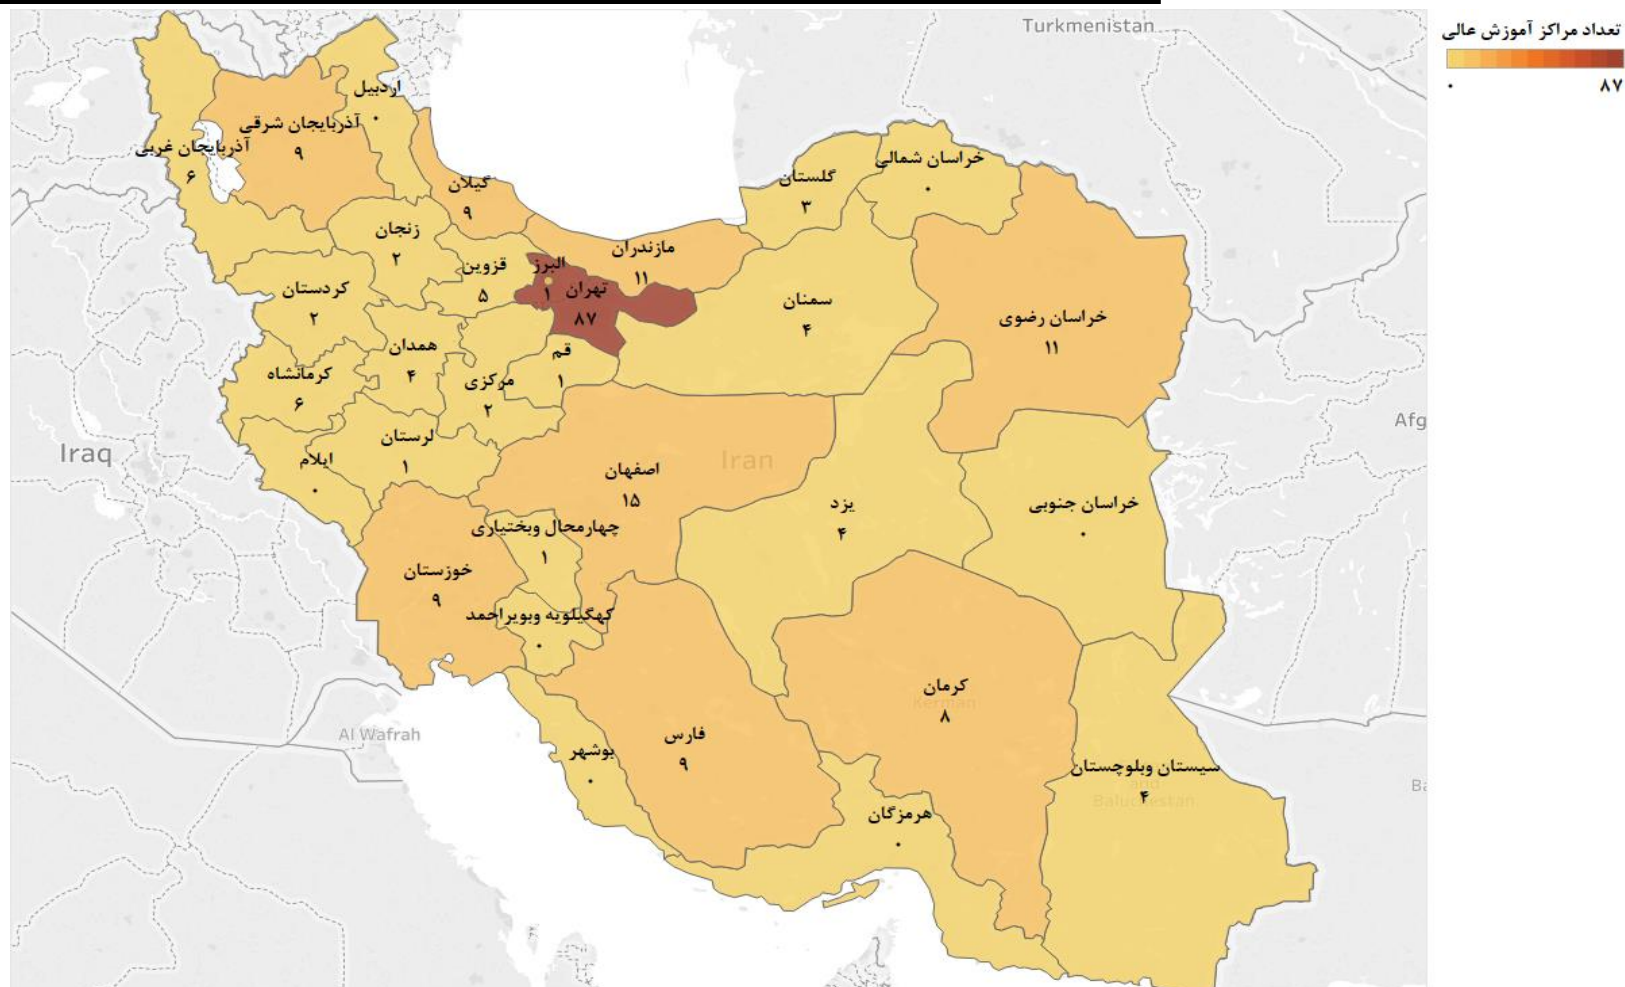 Turkmenistan
تعداد مراکز آموزش عالی
۰
۸۷
اردبیل
۰
آذربایجان شرقی
۹
آذربایجان غربی
۶
گیلان
۹
خراسان شمالی
۰
گلستان
۳
زنجان
۲
مازندران
۱۱
قزوین
۵
البرز
۱
تهران
۸۷
کردستان
۲
سمنان
۴
خراسان رضوی
۱۱
همدان
۴
قم
۱
کرمانشاه
۶
مرکزی
۲
Afg
لرستان
۱
Iraq
ایلام
۰
Iran
اصفهان
۱۵
یزد
۴
خراسان جنوبی
۰
چهارمحال وبختیاری
۱
خوزستان
۹
کهگیلویه وبویراحمد
۰
کرمان
Kerman
۸
Al Wafrah
فارس
۹
بوشهر
۰
سیستان وبلوچستان
and
۴
Baluchestan
Ba
هرمزگان
۰